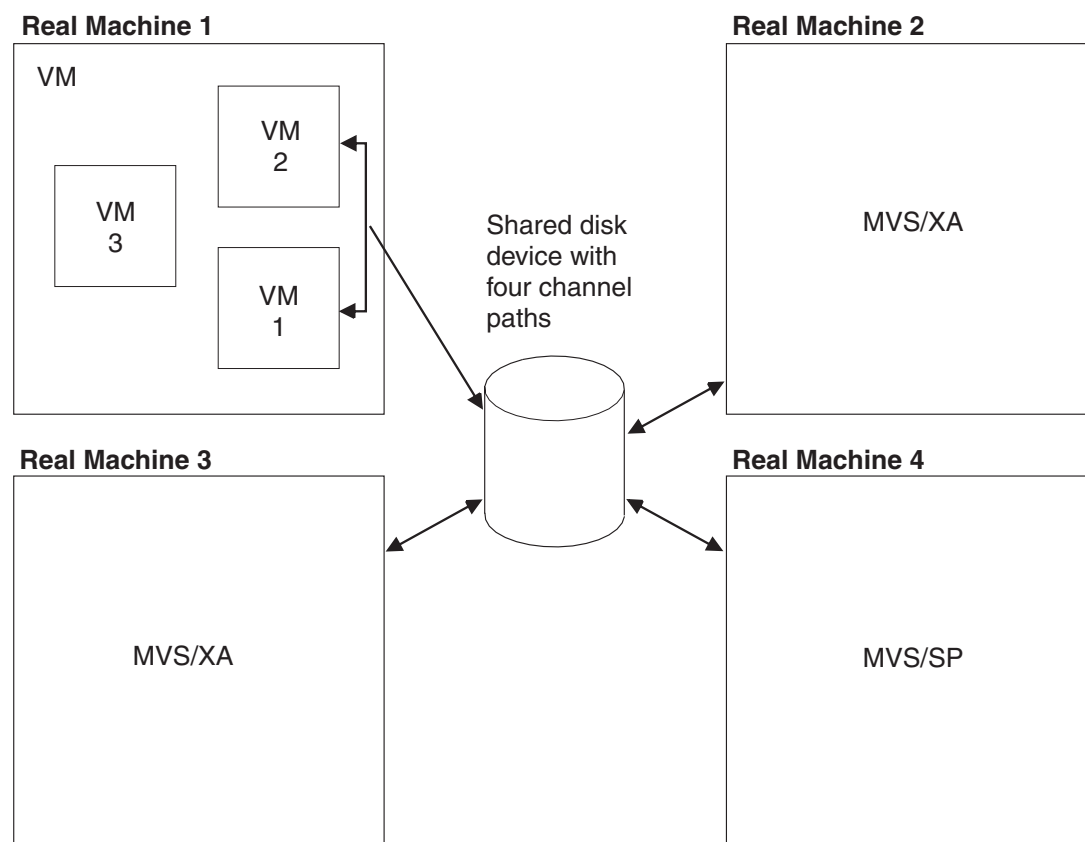 Real Machine 1
VM
VM
2
VM
3
VM
1
Real Machine 2
MVS/XA
Shared disk
device with
four channel
paths
Real Machine 3
MVS/XA
Real Machine 4
MVS/SP